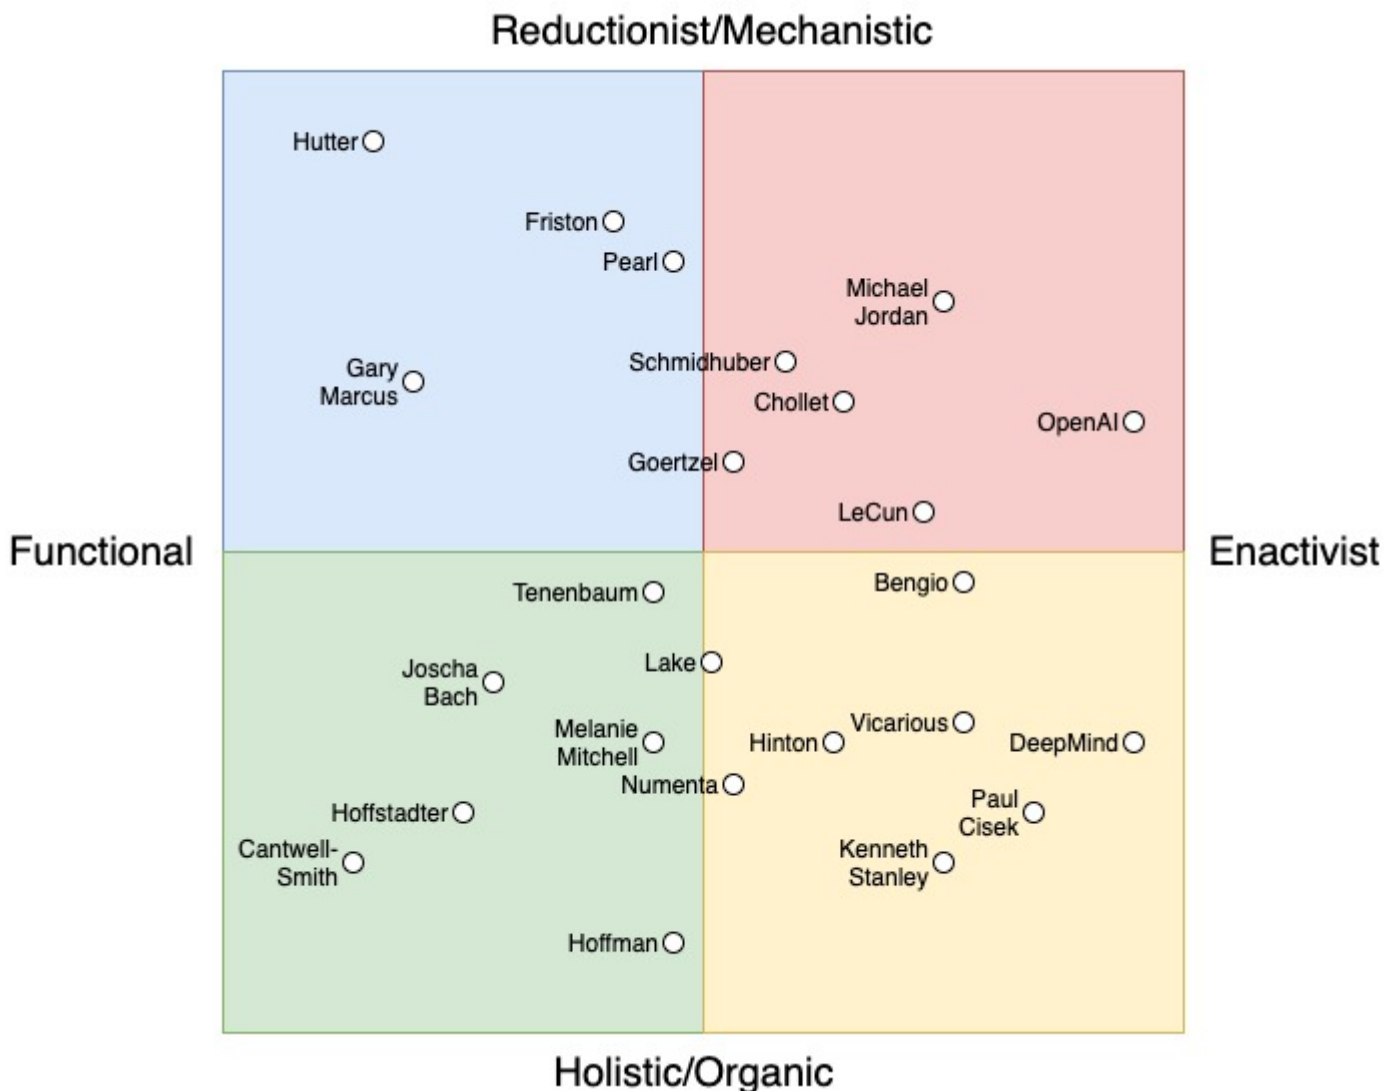 Reductionist/Mechanistic
Hutter
Friston
Pearl
Michael
Jordan
Schmidhuber
Gary
Marcus
Chollet
OpenAI
Goertzel
LeCun
Functional
Enactivist
Bengio
Tenenbaum
Lake
Joscha
Bach
Vicarious
Melanie
Mitchell
Hinton
DeepMind
Numenta
Paul
Cisek
Hoffstadter
Cantwell-
Smith
Kenneth
Stanley
Hoffman
Holistic/Organic